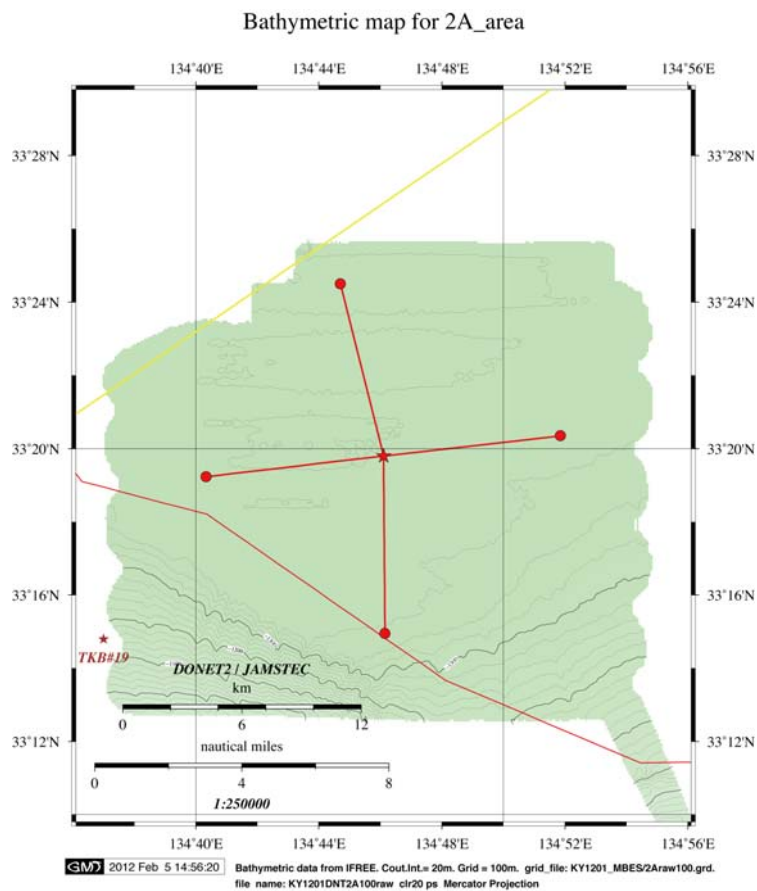 Bathymetric map for 2A_area
134˚40'E 134˚44'E 134˚48'E 134˚52'E 134˚56'E
33˚28'N 33˚28'N
33˚24'N 33˚24'N
33˚20'N 33˚20'N
33˚16'N 33˚16'N
TKB#19
DONET2 / JAMSTEC
km
0 6 12
33˚12'N 33˚12'N
nautical miles
0 4 8
1:250000
134˚40'E 134˚44'E 134˚48'E 134˚52'E 134˚56'E
GMT 2012 Feb 5 14:56:20 Bathymetric data from IFREE. Cout.Int.= 20m. Grid = 100m. grid_file: KY1201_MBES/2Araw100.grd.
file name: KY1201DNT2A100raw clr20 ps Mercator Projection